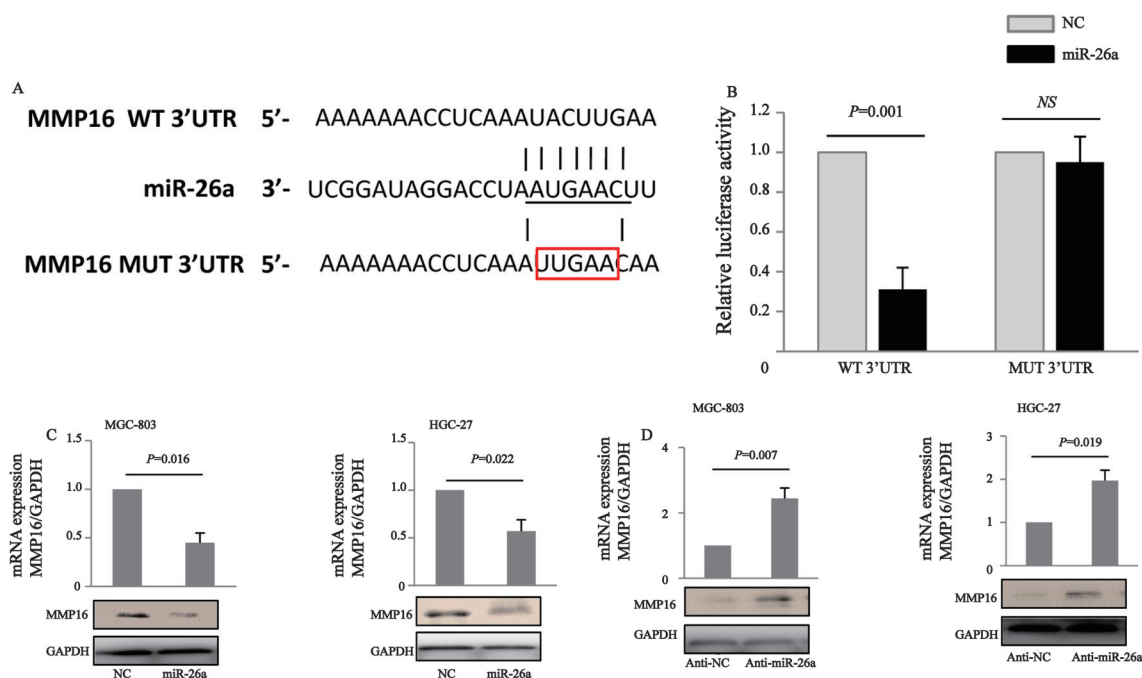 NC
miR-26a
A
MMP16 WT 3'UTR 5'- AAAAAAACCUCAAAUACUUGAA
miR-26a 3'- UCGGAUAGGACCUAAUGAACUU
MMP16 MUT 3'UTR 5'- AAAAAAACCUCAAAUUGAACAA
B
Relative luciferase activity
1.2
1.0
0.8
0.6
0.4
0.2
0
P=0.001
NS
WT 3'UTR
MUT 3'UTR
C
MGC-803
mRNA expression
MMP16/GAPDH
1.5
1.0
0.5
0
P=0.016
MMP16
GAPDH
NC miR-26a
HGC-27
mRNA expression
MMP16/GAPDH
1.5
1.0
0.5
0
P=0.022
MMP16
GAPDH
NC miR-26a
D
MGC-803
mRNA expression
MMP16/GAPDH
4
2
0
P=0.007
MMP16
GAPDH
Anti-NC Anti-miR-26a
HGC-27
mRNA expression
MMP16/GAPDH
3
2
1
0
P=0.019
MMP16
GAPDH
Anti-NC Anti-miR-26a